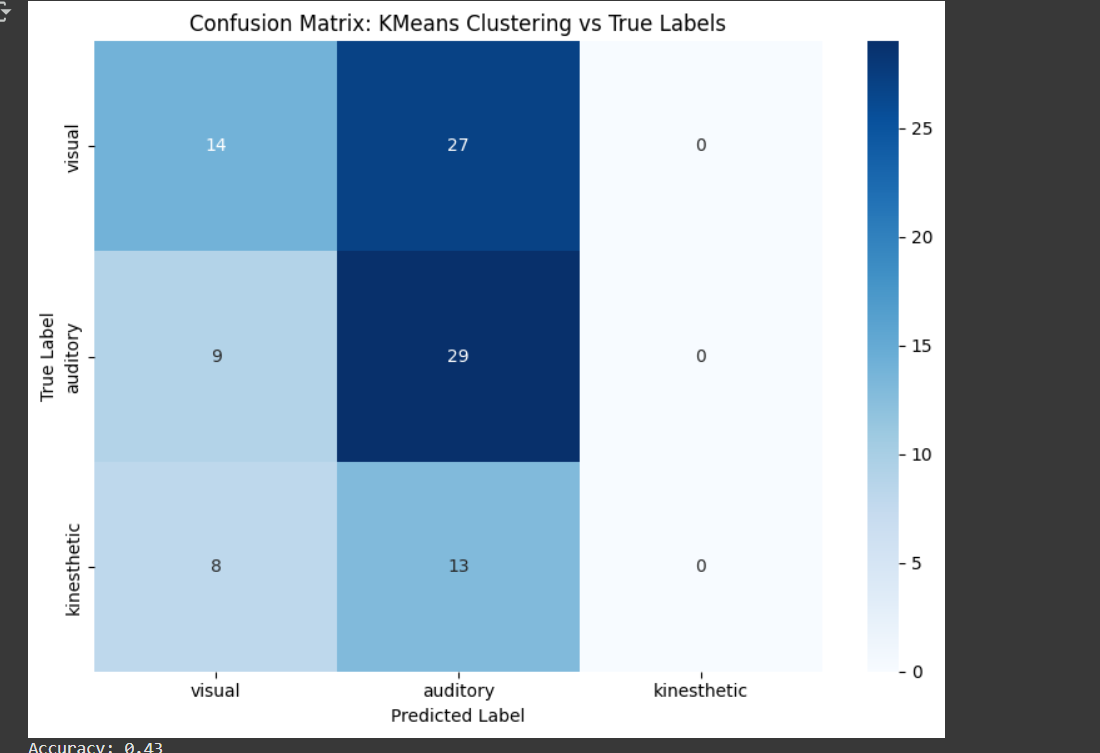 Confusion Matrix: KMeans Clustering vs True Labels
True Label
visual
auditory
kinesthetic
14 27 0
9 29 0
8 13 0
visual auditory kinesthetic
Predicted Label
25
20
15
10
5
0
Accuracy: 0.43